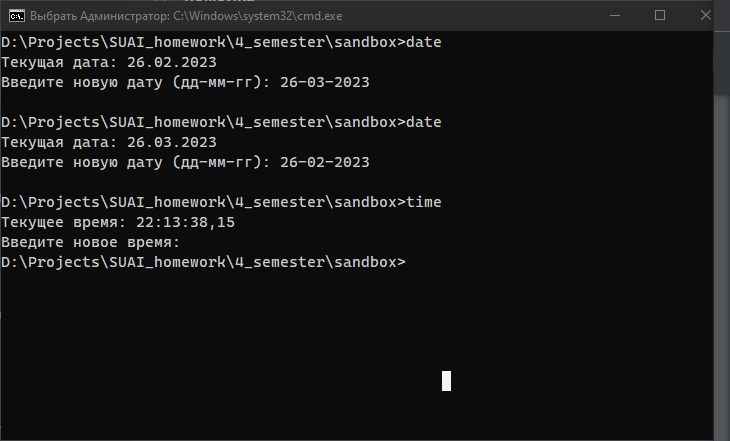 Выбрать Администратор: C:\Windows\system32\cmd.exe
D:\Projects\SUAI_homework\4_semester\sandbox>date
Текущая дата: 26.02.2023
Введите новую дату (дд-мм-гг): 26-03-2023
D:\Projects\SUAI_homework\4_semester\sandbox>date
Текущая дата: 26.03.2023
Введите новую дату (дд-мм-гг): 26-02-2023
D:\Projects\SUAI_homework\4_semester\sandbox>time
Текущее время: 22:13:38,15
Введите новое время:
D:\Projects\SUAI_homework\4_semester\sandbox>